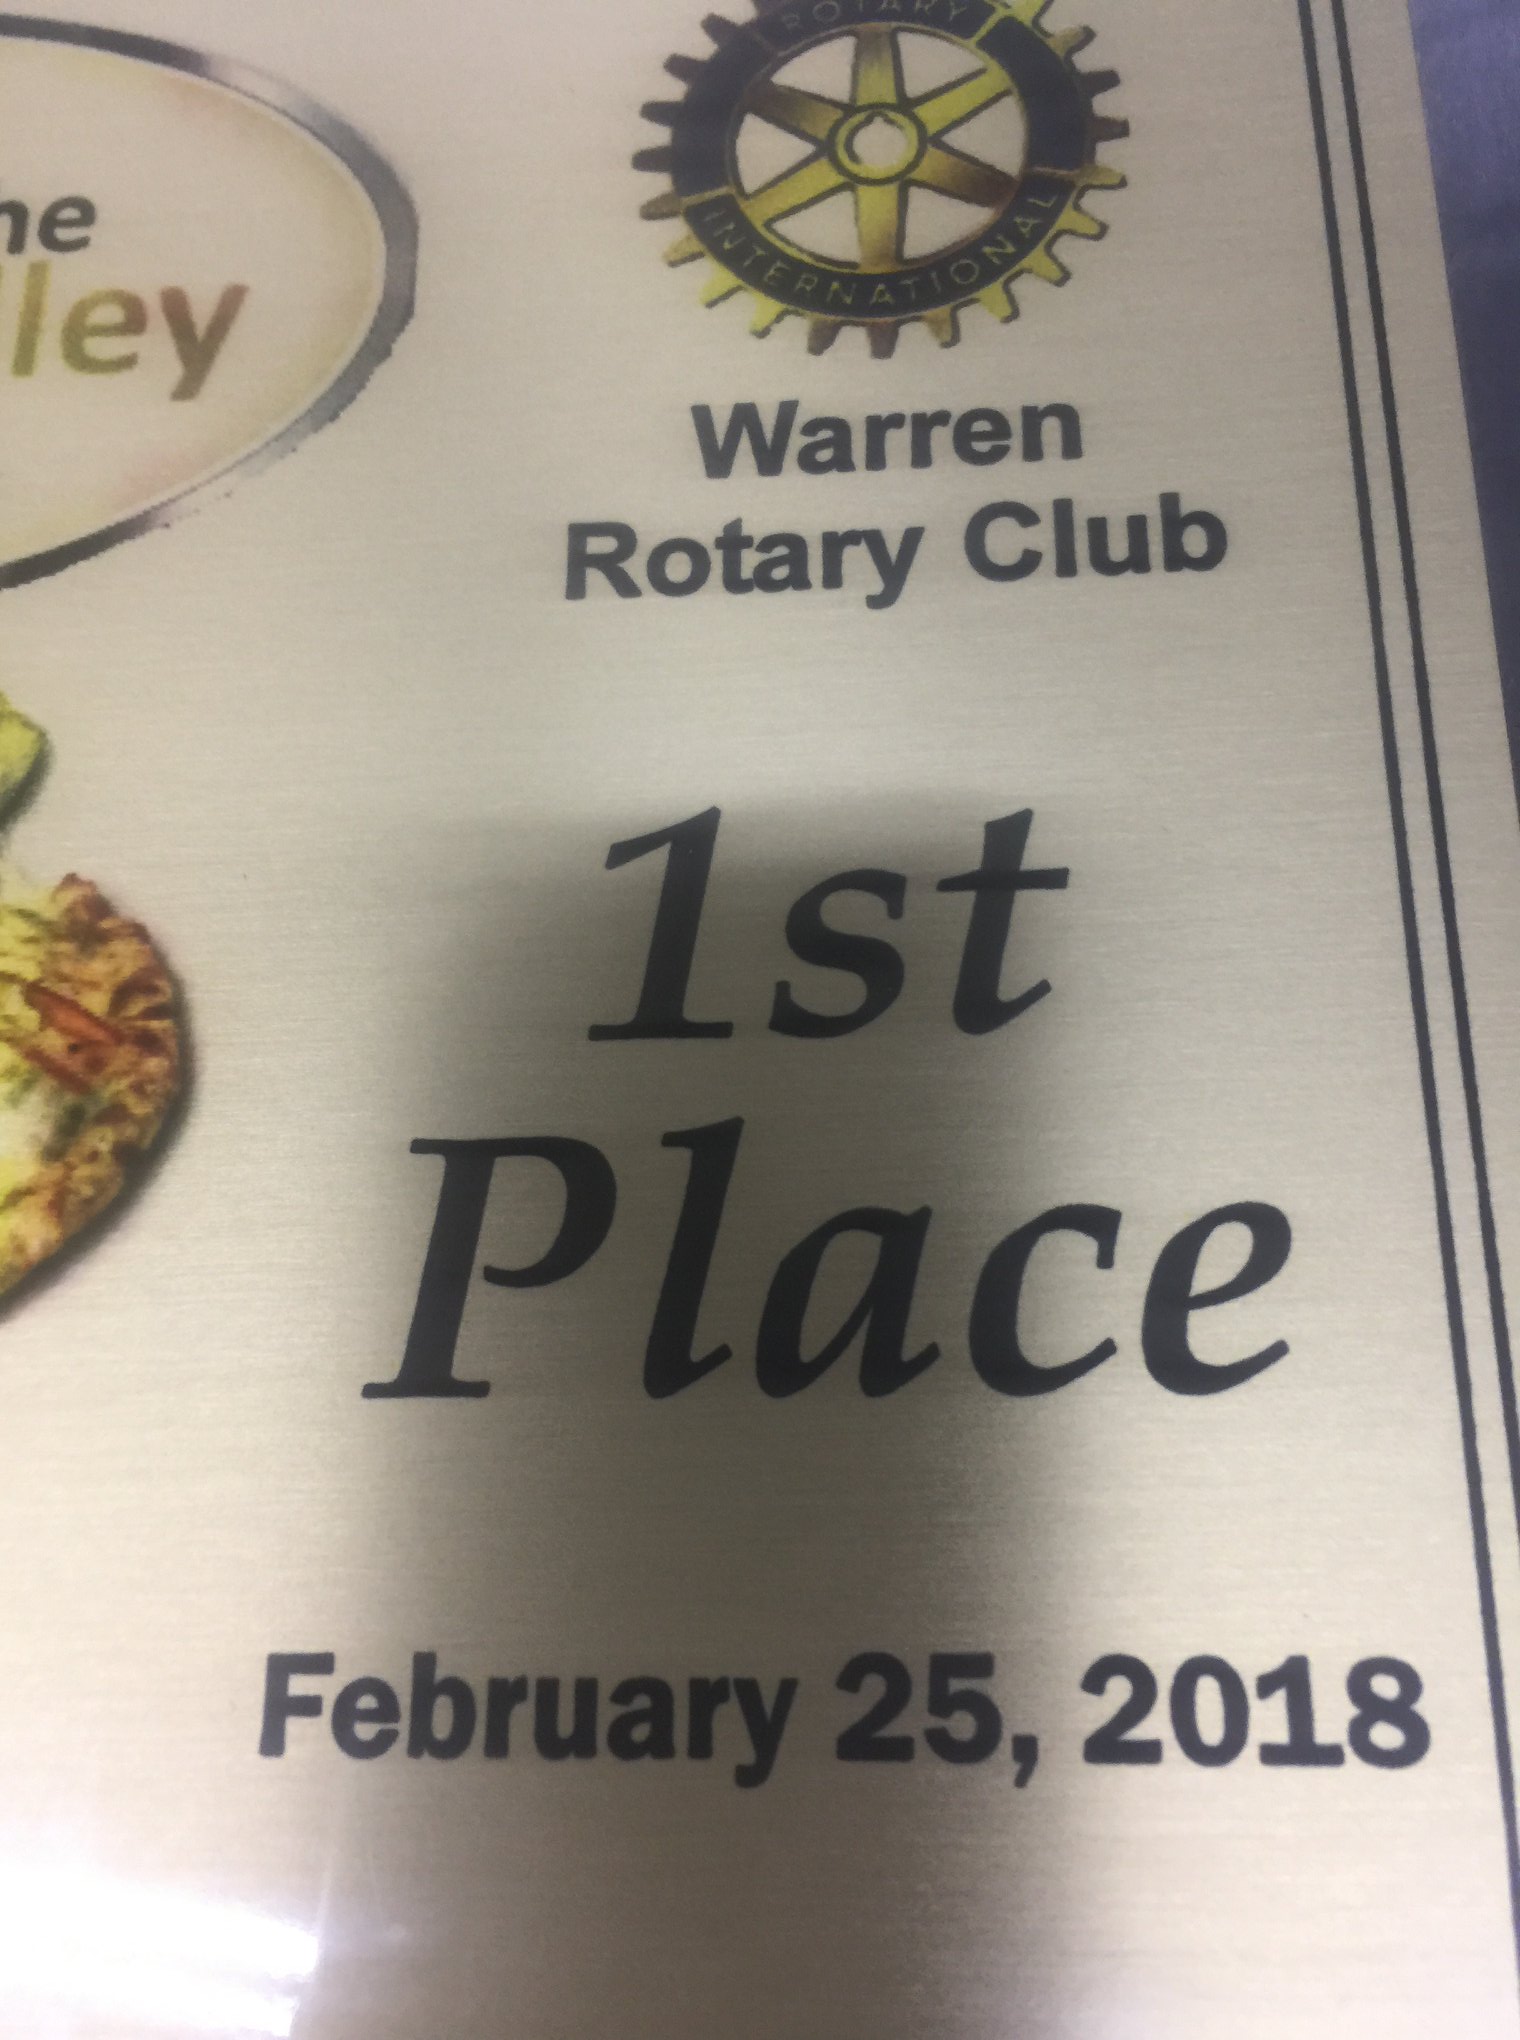 ROTARY
INTERNATIONAL
he
lley
Warren
Rotary Club
1st
Place
February 25, 2018